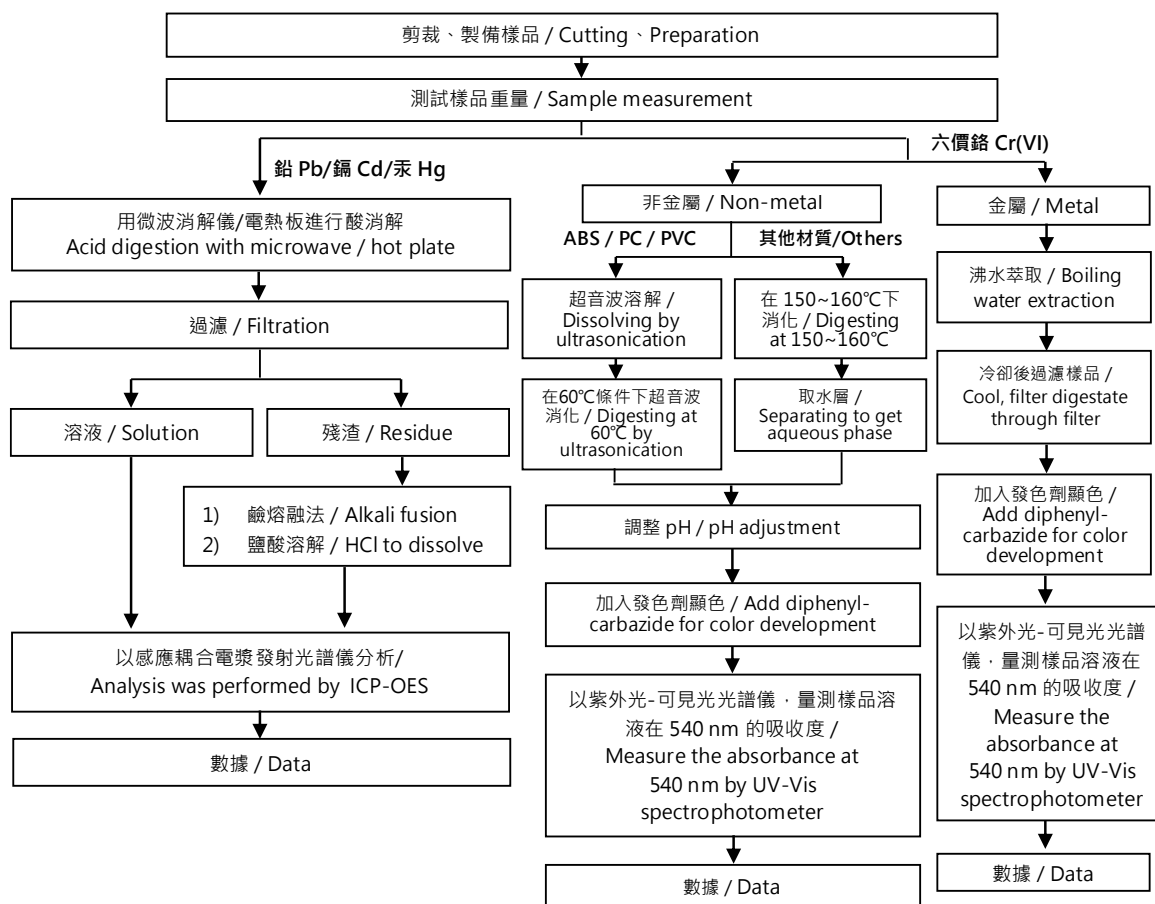 剪裁、製備樣品 / Cutting、Preparation
測試樣品重量 / Sample measurement
鉛 Pb/鎘 Cd/汞 Hg
用微波消解儀/電熱板進行酸消解
Acid digestion with microwave / hot plate
過濾 / Filtration
溶液 / Solution
殘渣 / Residue
1) 鹼熔融法 / Alkali fusion
2) 鹽酸溶解 / HCl to dissolve
以感應耦合電漿發射光譜儀分析/
Analysis was performed by ICP-OES
數據 / Data
六價鉻 Cr(VI)
非金屬 / Non-metal
ABS / PC / PVC
超音波溶解 /
Dissolving by
ultrasonication
在60℃條件下超音波
消化 / Digesting at
60℃ by
ultrasonication
其他材質/Others
在 150~160℃下
消化 / Digesting
at 150~160℃
取水層 /
Separating to get
aqueous phase
調整 pH / pH adjustment
加入發色劑顯色 / Add diphenyl-
carbazide for color development
以紫外光-可見光光譜儀，量測樣品溶
液在 540 nm 的吸收度 /
Measure the absorbance at
540 nm by UV-Vis
spectrophotometer
數據 / Data
金屬 / Metal
沸水萃取 / Boiling
water extraction
冷卻後過濾樣品 /
Cool, filter digestate
through filter
加入發色劑顯色 /
Add diphenyl-
carbazide for color
development
以紫外光-可見光光譜
儀，量測樣品溶液在
540 nm 的吸收度 /
Measure the
absorbance at
540 nm by UV-Vis
spectrophotometer
數據 / Data